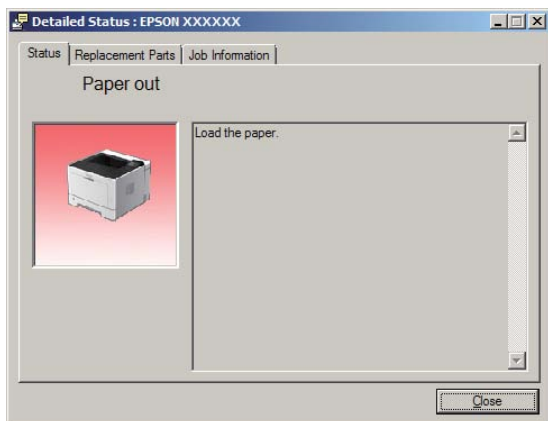 Detailed Status : EPSON XXXXXX
Status Replacement Parts Job Information
Paper out
Load the paper.
Close